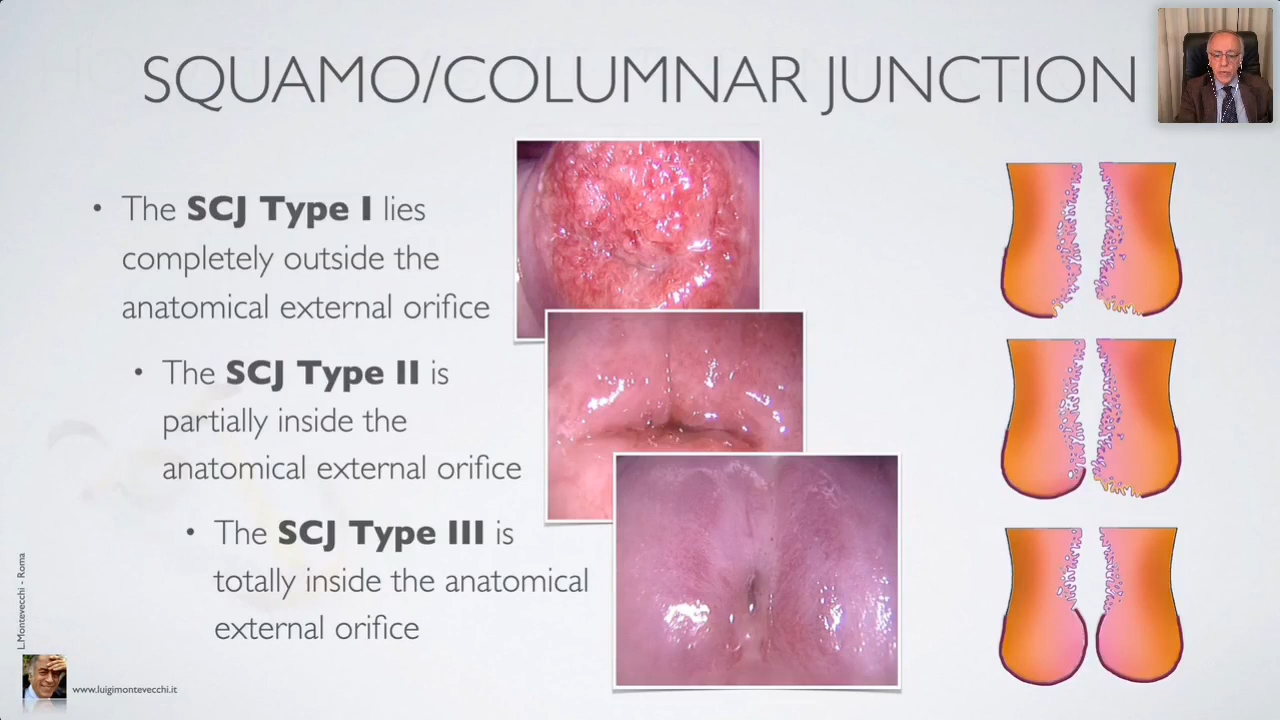 SQUAMO/COLUMNAR JUNCTION
• The SCJ Type I lies
completely outside the
anatomical external orifice
• The SCJ Type II is
partially inside the
anatomical external orifice
• The SCJ Type III is
totally inside the anatomical
external orifice
L.Montevecchi - Roma
www.luigimontevecchi.it